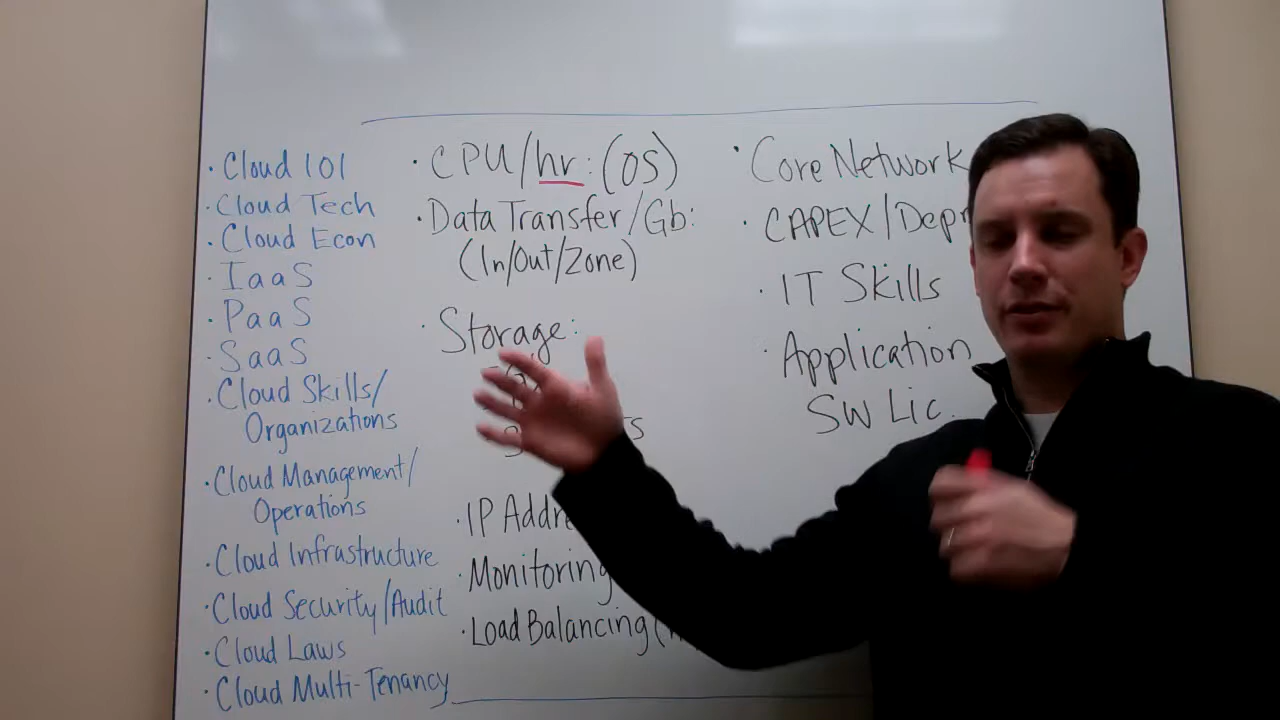 · Cloud 101
· Cloud Tech
· Cloud Econ
· IaaS
· PaaS
· SaaS
· Cloud Skills/
Organizations
· Cloud Management/
Operations
· Cloud Infrastructure
· Cloud Security/Audit
· Cloud Laws
· Cloud Multi-Tenancy
· CPU/hr: (OS)
· Data Transfer/Gb:
(In/Out/Zone)
· Storage:
· IP
· Monitoring
· Load Balancing
· Core Network
· CAPEX/
· IT Skills
· Application
SW Lic.